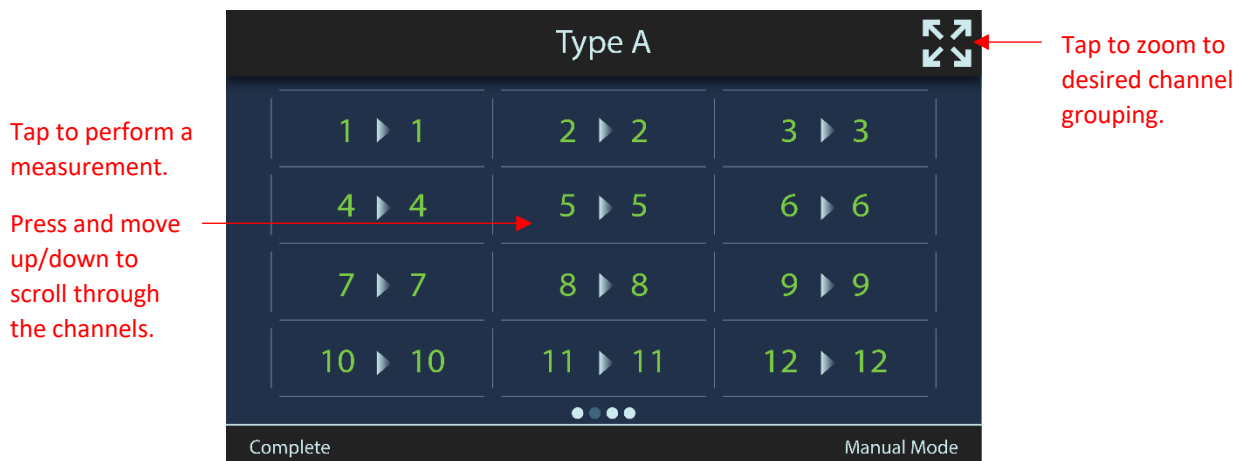 Type A
Tap to zoom to
desired channel
grouping.
Tap to perform a
measurement.
Press and move
up/down to
scroll through
the channels.
1 1
2 2
3 3
4 4
5 5
6 6
7 7
8 8
9 9
10 10
11 11
12 12
Complete
Manual Mode